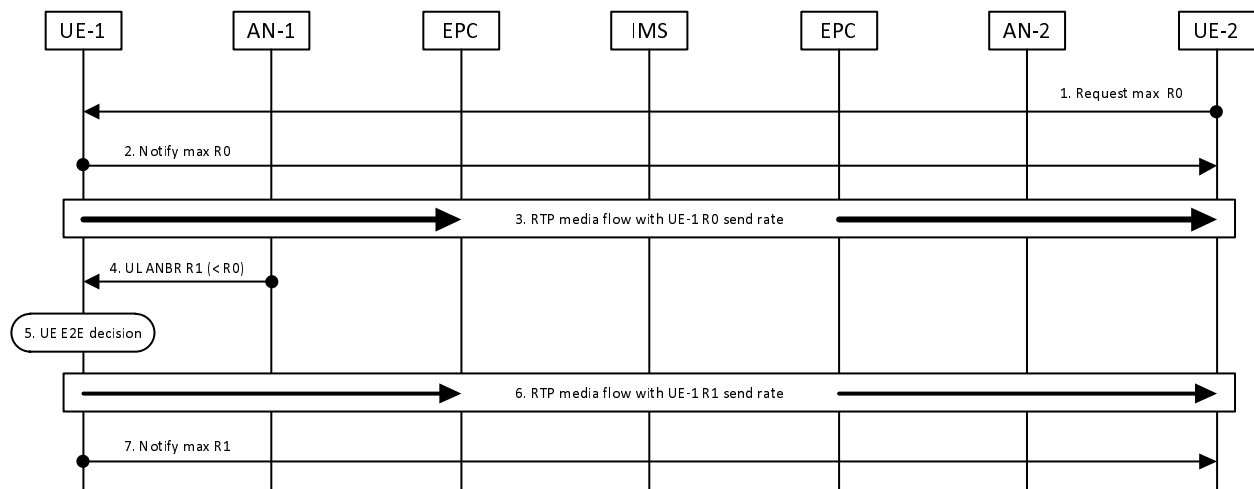 UE-1
AN-1
EPC
IMS
EPC
AN-2
UE-2
1. Request max R0
2. Notify max R0
3. RTP media flow with UE-1 R0 send rate
4. UL ANBR R1 (< R0)
5. UE E2E decision
6. RTP media flow with UE-1 R1 send rate
7. Notify max R1